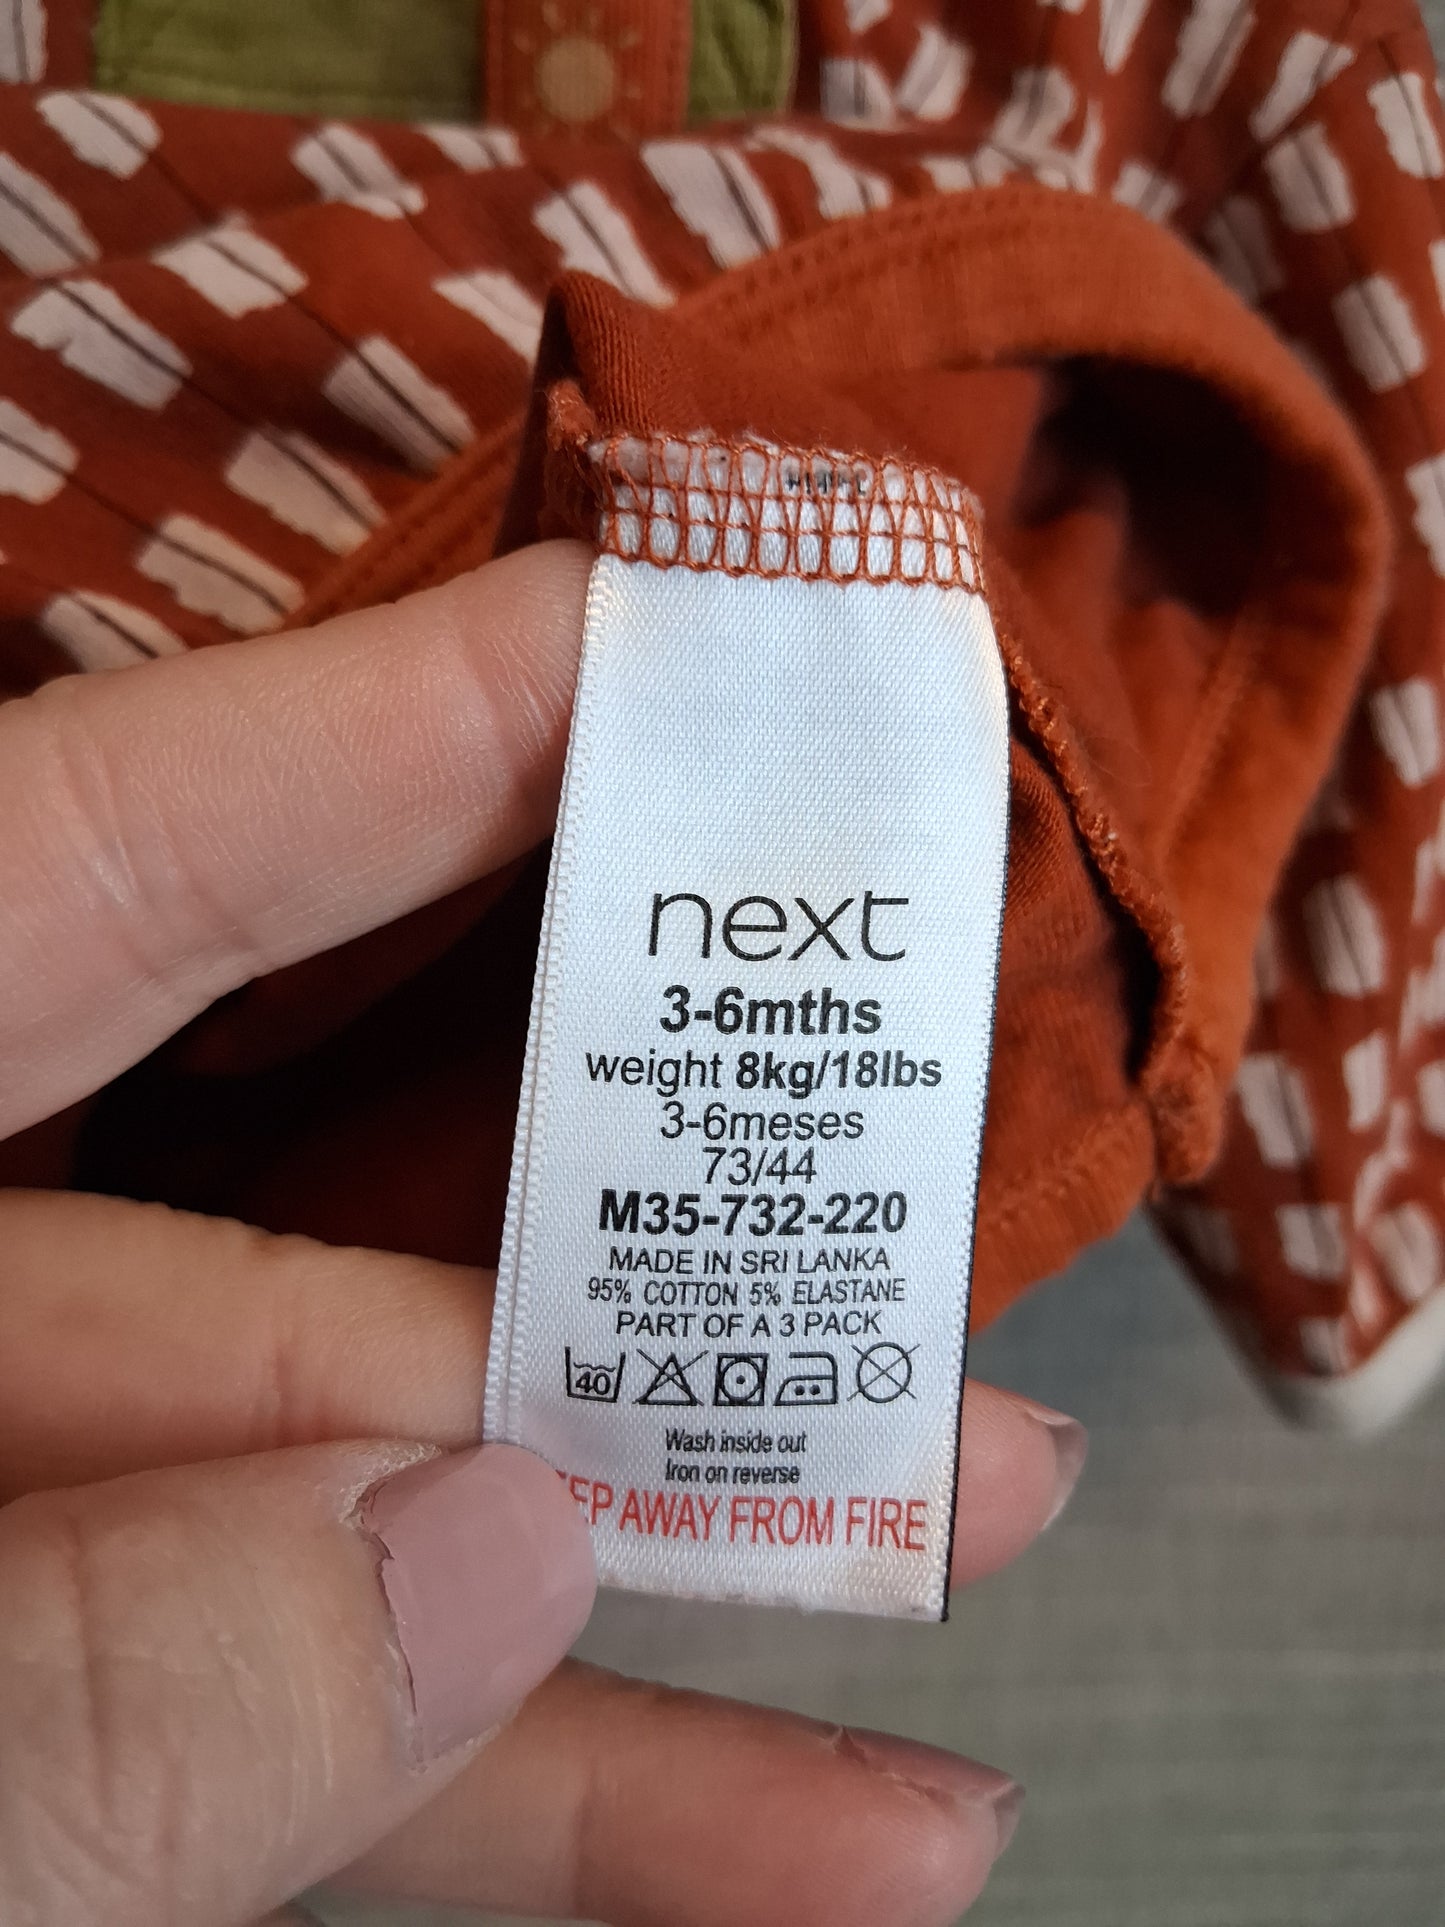 next
3-6mths
weight 8kg/18lbs
3-6meses
73/44
M35-732-220
MADE IN SRI LANKA
95% COTTON 5% ELASTANE
PART OF A 3 PACK
40
Wash inside out
Iron on reverse
AWAY FROM FIRE